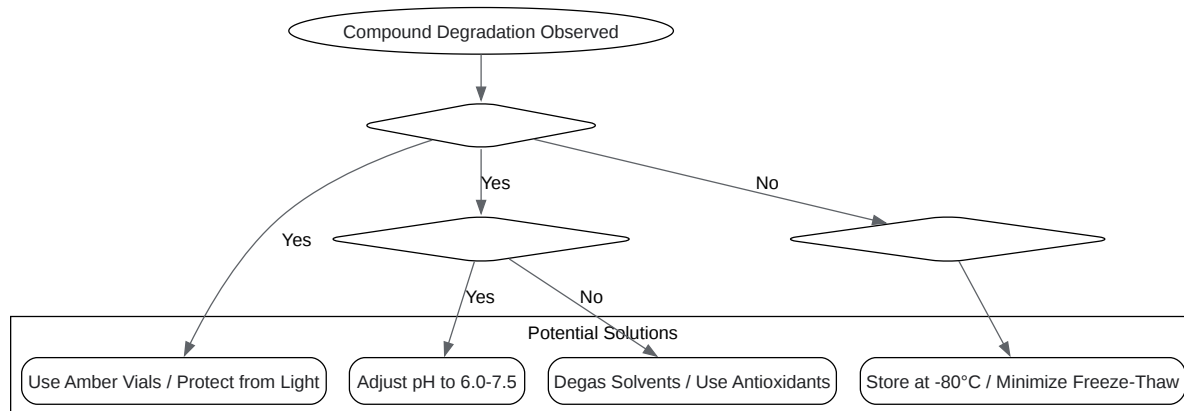 Compound Degradation Observed
Yes
No
Yes
Yes
No
Potential Solutions
Use Amber Vials / Protect from Light
Adjust pH to 6.0-7.5
Degas Solvents / Use Antioxidants
Store at -80°C / Minimize Freeze-Thaw